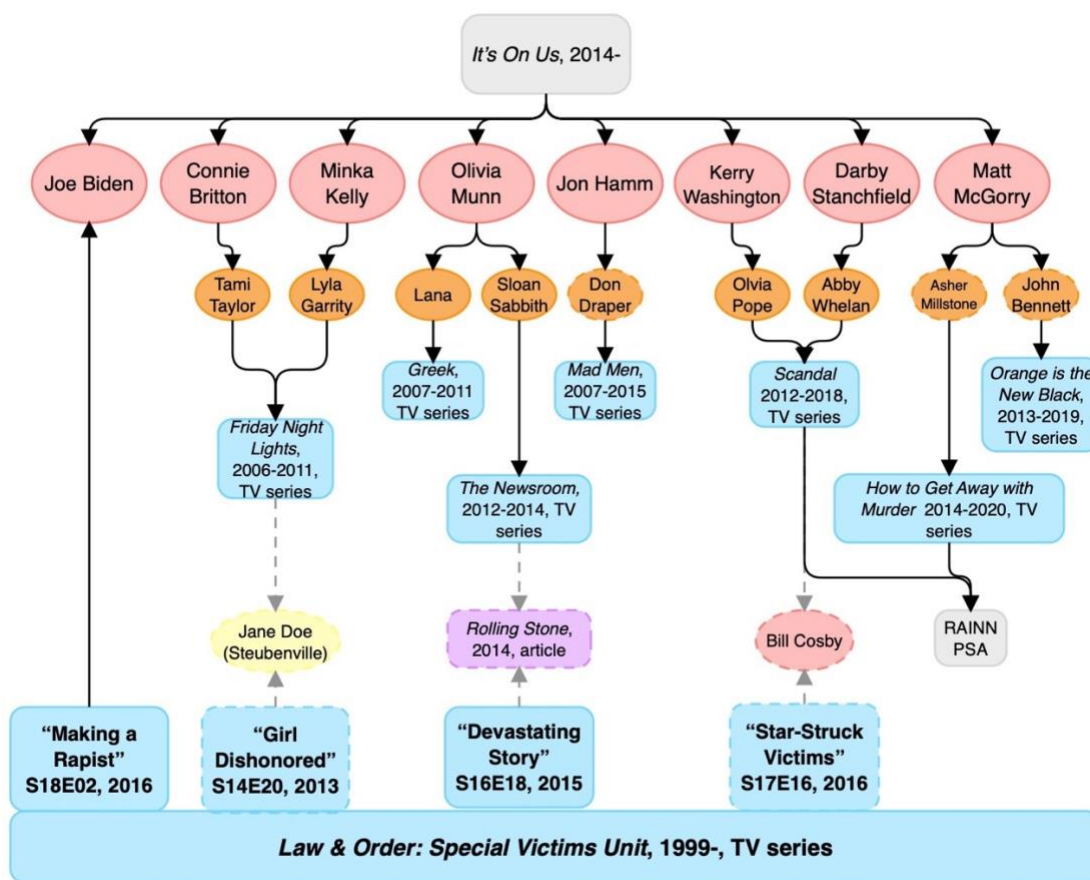 It's On Us, 2014-
Joe Biden
Connie
Britton
Minka
Kelly
Olivia
Munn
Jon Hamm
Kerry
Washington
Darby
Stanchfield
Matt
McGorry
Tami
Taylor
Lyla
Garrity
Lana
Sloan
Sabbith
Don
Draper
Olvia
Pope
Abby
Whelan
Asher
Millstone
John
Bennett
Greek,
2007-2011
TV series
Mad Men,
2007-2015
TV series
Scandal
2012-2018,
TV series
Orange is the
New Black,
2013-2019,
TV series
Friday Night
Lights,
2006-2011,
TV series
The Newsroom,
2012-2014, TV
series
How to Get Away with
Murder 2014-2020, TV
series
Jane Doe
(Steubenville)
Rolling Stone,
2014, article
Bill Cosby
RAINN
PSA
“Making a
Rapist”
S18E02, 2016
“Girl
Dishonored”
S14E20, 2013
“Devastating
Story”
S16E18, 2015
“Star-Struck
Victims”
S17E16, 2016
Law & Order: Special Victims Unit, 1999-, TV series